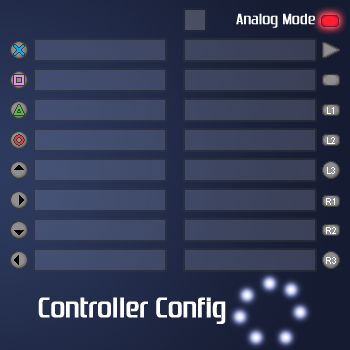 Analog Mode
L1
L2
L3
R1
R2
R3
Controller Config